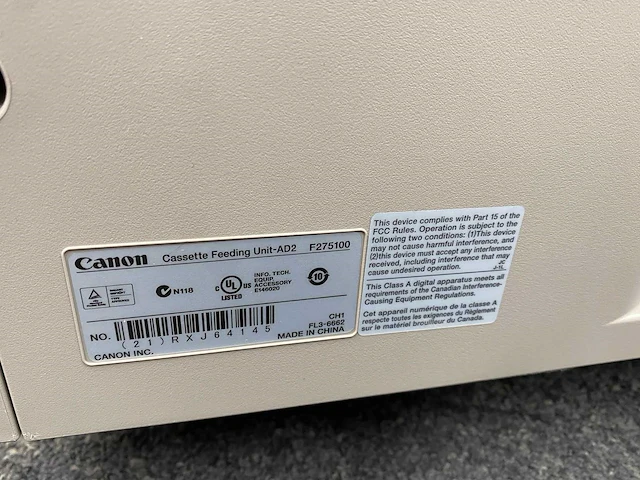 Canon Cassette Feeding Unit-AD2 F275100
N118
C UL US
LISTED
INFO. TECH.
EQUIP.
ACCESSORY
E146020
10
CH1
FL3-6662
NO.
(21)RXJ64145
MADE IN CHINA
CANON INC.
This device complies with Part 15 of the
FCC Rules. Operation is subject to the
following two conditions: (1)This device
may not cause harmful interference, and
(2)this device must accept any interference
received, including interference that may
cause undesired operation.
This Class A digital apparatus meets all
requirements of the Canadian Interference-
Causing Equipment Regulations.
Cet appareil numérique de la classe A
respecte toutes les exigences du Règlement
sur le matériel brouilleur du Canada.